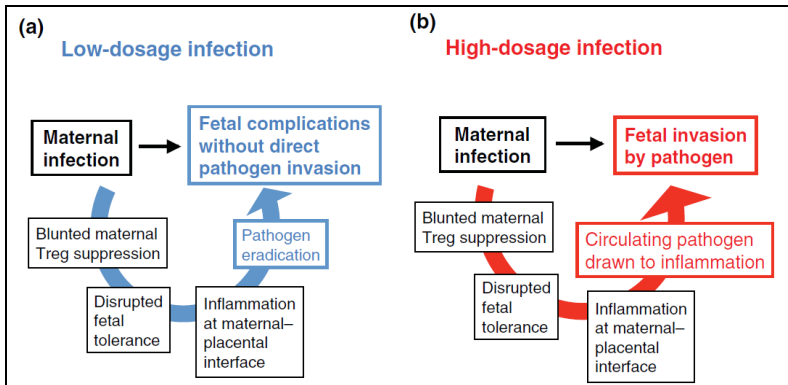 (a)
Low-dosage infection
Maternal
infection
Fetal complications
without direct
pathogen invasion
Blunted maternal
Treg suppression
Pathogen
eradication
Disrupted
fetal
tolerance
Inflammation
at maternal–
placental
interface
(b)
High-dosage infection
Maternal
infection
Fetal invasion
by pathogen
Blunted maternal
Treg suppression
Circulating pathogen
drawn to inflammation
Disrupted
fetal
tolerance
Inflammation
at maternal–
placental
interface